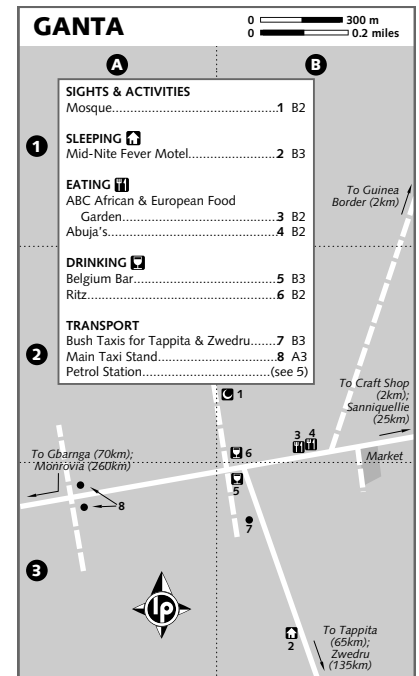 GANTA
0 300 m
0 0.2 miles
A
B
SIGHTS & ACTIVITIES
Mosque..................................................1 B2
SLEEPING
Mid-Nite Fever Motel.......................2 B3
EATING
ABC African & European Food
Garden..........................................3 B2
Abuja's..................................................4 B2
DRINKING
Belgium Bar.......................................5 B3
Ritz........................................................6 B2
TRANSPORT
Bush Taxis for Tappita & Zwedru.......7 B3
Main Taxi Stand................................8 A3
Petrol Station................................(see 5)
1
To Guinea
Border (2km)
2
To Craft Shop
(2km);
Sanniquellie
(25km)
1
3 4
6
Market
To Gbarnga (70km);
Monrovia (260km)
5
8
7
3
lp
2
To Tappita
(65km);
Zwedru
(135km)